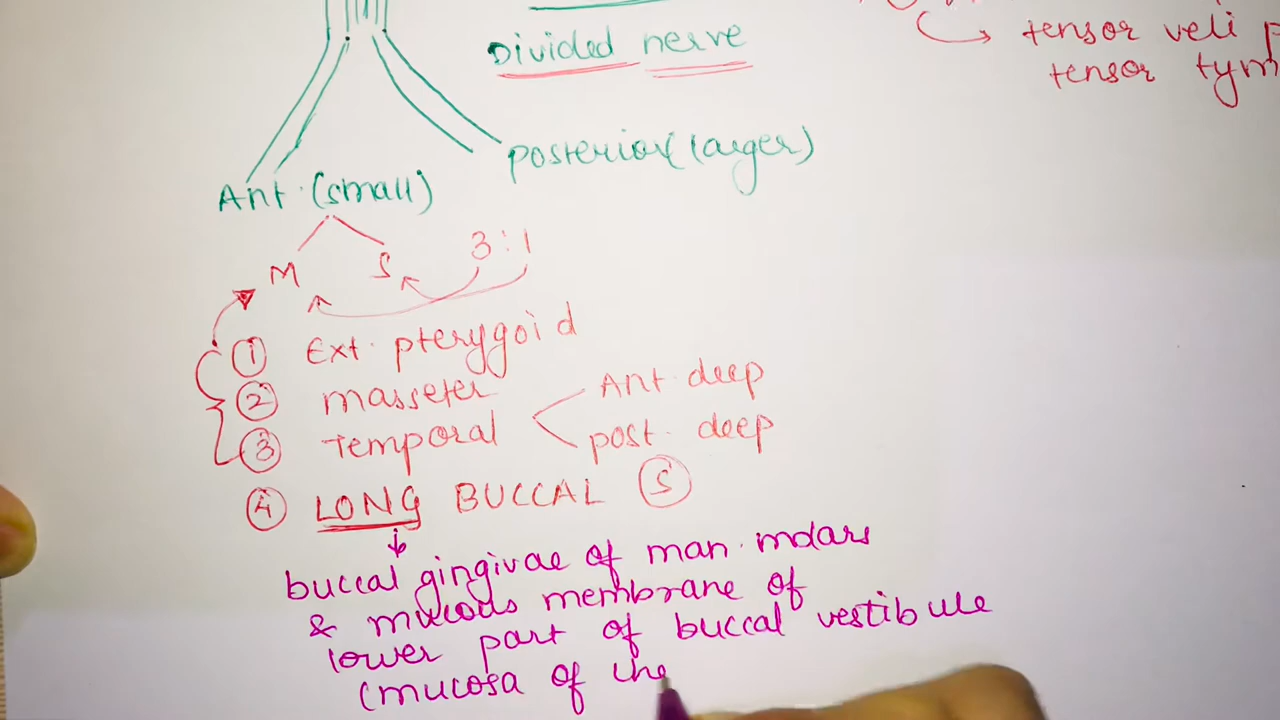 Divided nerve
tensor veli p
tensor tym
posterior (larger)
Ant. (small)
3:1
M S
① Ext. pterygoid
② masseter
③ Temporal
Ant. deep
post. deep
④ LONG BUCCAL Ⓢ
buccal gingivae of man. molars
& mucous membrane of
lower part of buccal vestibule
(mucosa of che